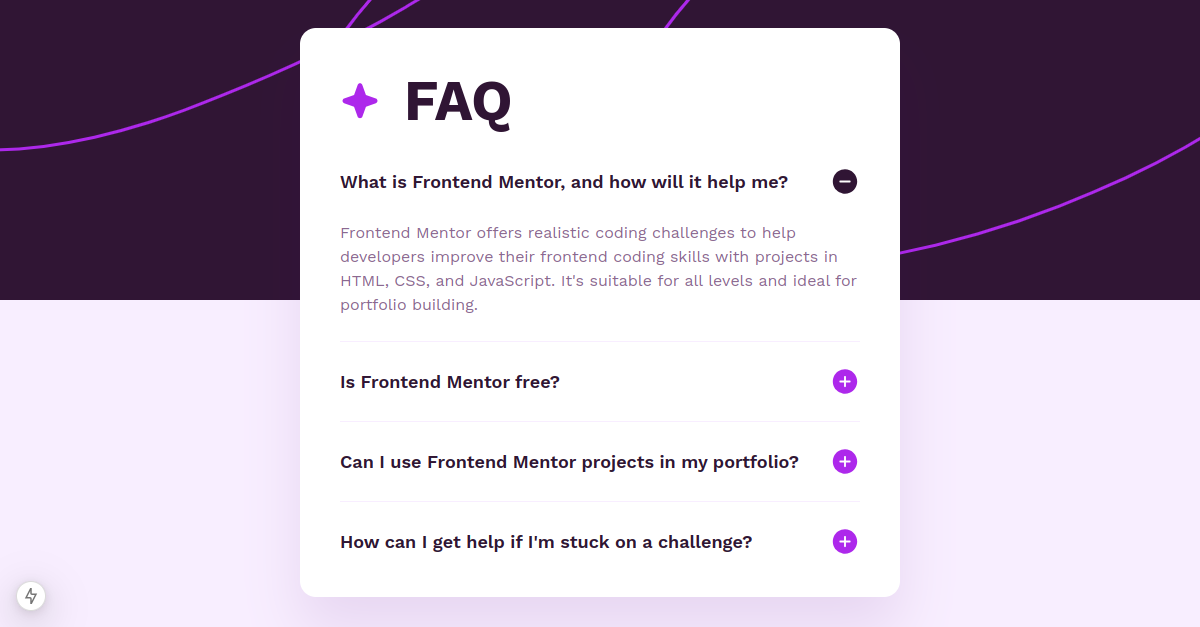 FAQ
What is Frontend Mentor, and how will it help me?
Frontend Mentor offers realistic coding challenges to help
developers improve their frontend coding skills with projects in
HTML, CSS, and JavaScript. It's suitable for all levels and ideal for
portfolio building.
Is Frontend Mentor free?
Can I use Frontend Mentor projects in my portfolio?
How can I get help if I'm stuck on a challenge?